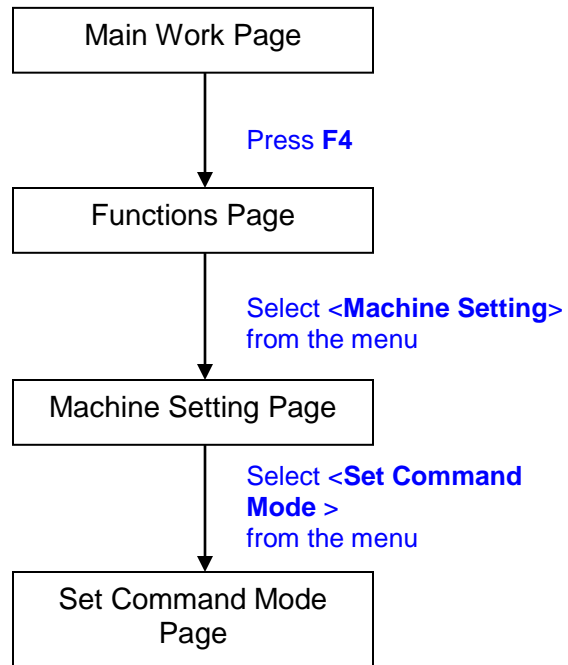 Main Work Page
Press F4
Functions Page
Select <Machine Setting>
from the menu
Machine Setting Page
Select <Set Command
Mode >
from the menu
Set Command Mode
Page